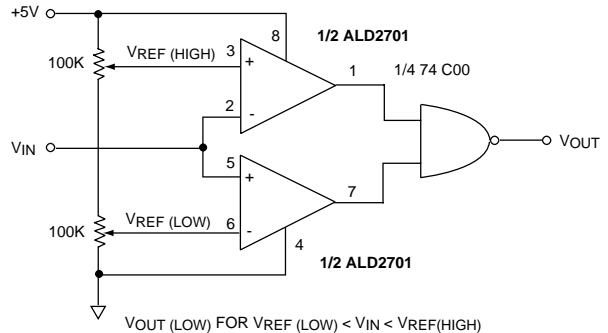 +5V
8
1/2 ALD2701
VREF (HIGH)
3
+
100K
1
1/4 74 C00
2
-
VIN
VOUT
5
+
7
VREF (LOW)
6
-
100K
4
1/2 ALD2701
VOUT (LOW) FOR VREF (LOW) < VIN < VREF(HIGH)